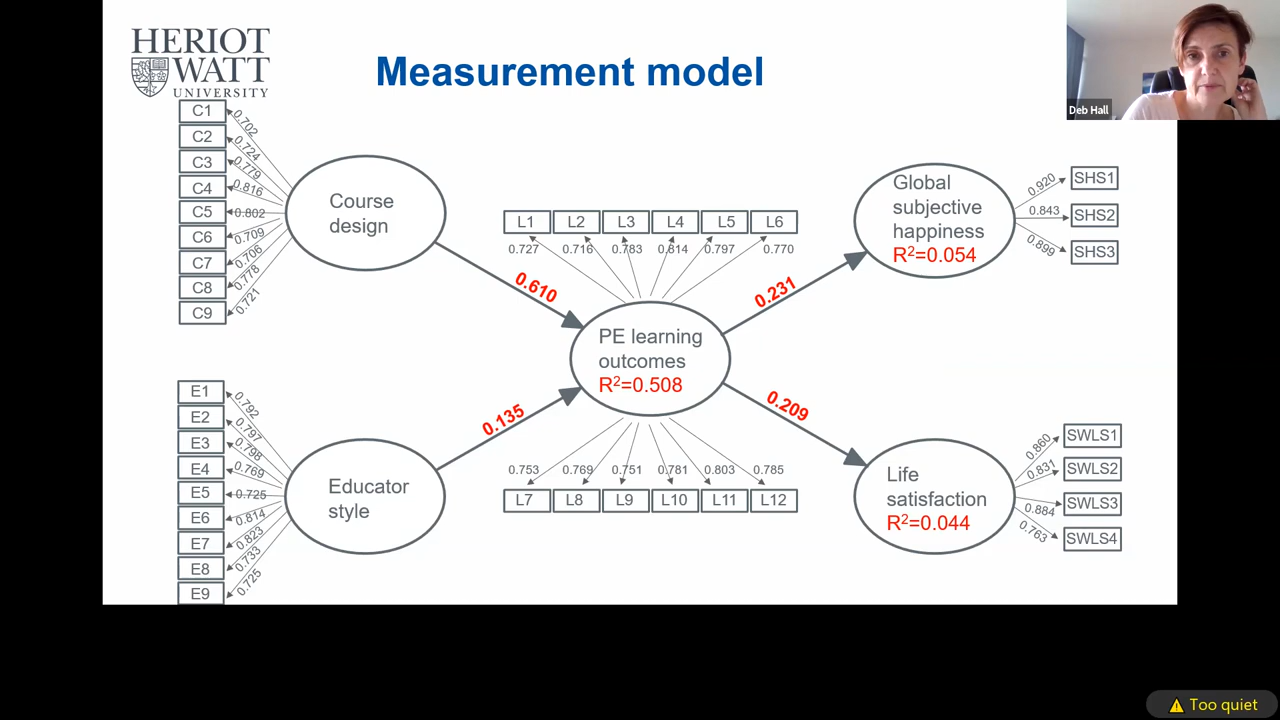 HERIOT
WATT
UNIVERSITY
Measurement model
Deb Hall
C1
C2
C3
C4
C5
C6
C7
C8
C9
0.702
0.724
0.779
0.816
0.802
0.709
0.706
0.778
0.721
Course
design
0.610
E1
E2
E3
E4
E5
E6
E7
E8
E9
0.792
0.797
0.798
0.769
0.725
0.814
0.823
0.733
0.725
Educator
style
0.135
L1 L2 L3 L4 L5 L6
0.727 0.716 0.783 0.814 0.797 0.770
PE learning
outcomes
R²=0.508
0.753 0.769 0.751 0.781 0.803 0.785
L7 L8 L9 L10 L11 L12
0.231
0.209
Global
subjective
happiness
R²=0.054
0.920
0.843
0.899
SHS1
SHS2
SHS3
Life
satisfaction
R²=0.044
0.860
0.831
0.884
0.763
SWLS1
SWLS2
SWLS3
SWLS4
Too quiet